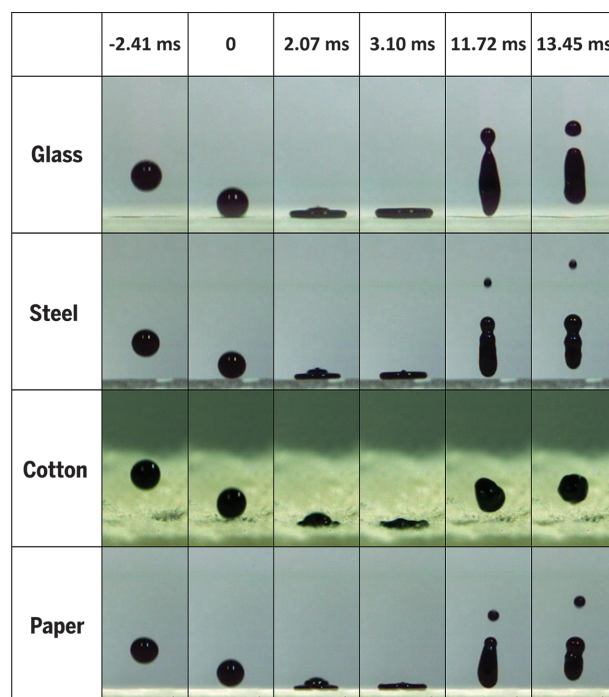 -2.41 ms 0 2.07 ms 3.10 ms 11.72 ms 13.45 ms
Glass
Steel
Cotton
Paper